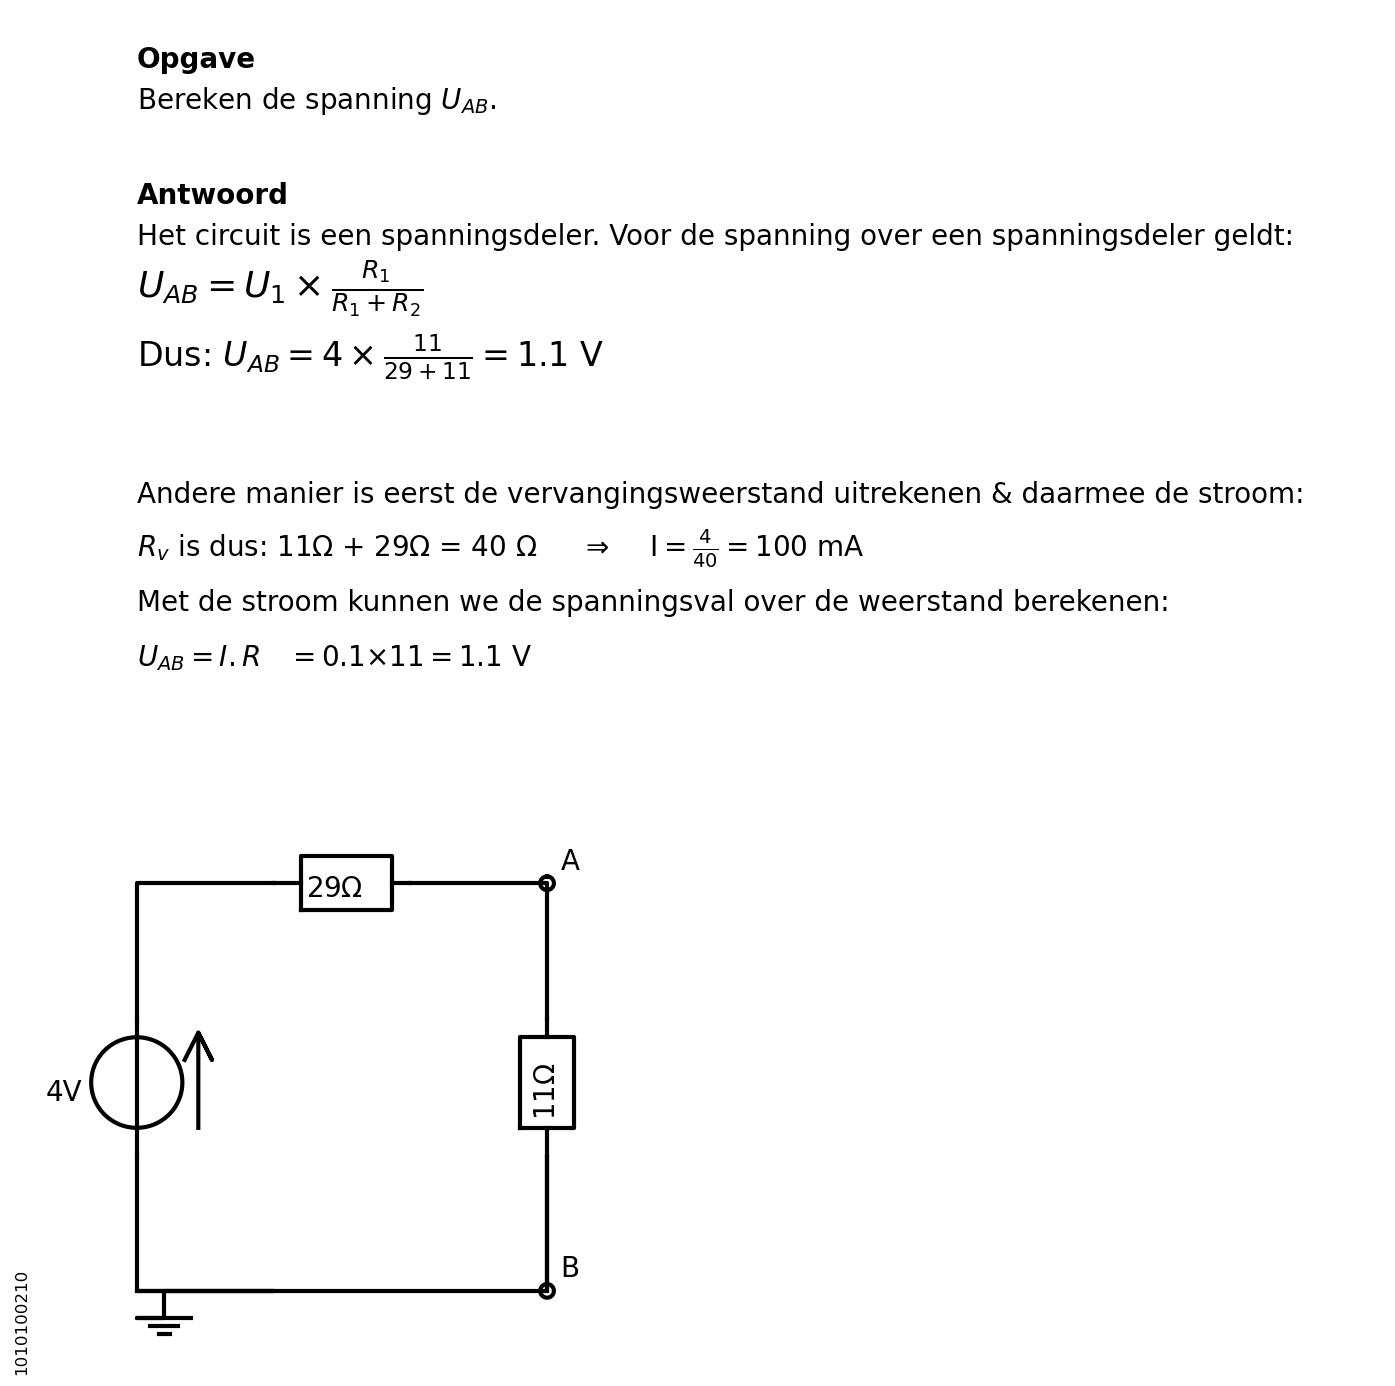 Opgave
Bereken de spanning U_{AB}.
Antwoord
Het circuit is een spanningsdeler. Voor de spanning over een spanningsdeler geldt:
U_{AB} = U_1 × \frac{R_1}{R_1 + R_2}
Dus: U_{AB} = 4 × \frac{11}{29 + 11} = 1.1 V
Andere manier is eerst de vervangingsweerstand uitrekenen & daarmee de stroom:
R_v is dus: 11Ω + 29Ω = 40 Ω ⇒ I = \frac{4}{40} = 100 mA
Met de stroom kunnen we de spanningsval over de weerstand berekenen:
U_{AB} = I.R = 0.1×11 = 1.1 V
A
29Ω
4V
11Ω
B
1010100210